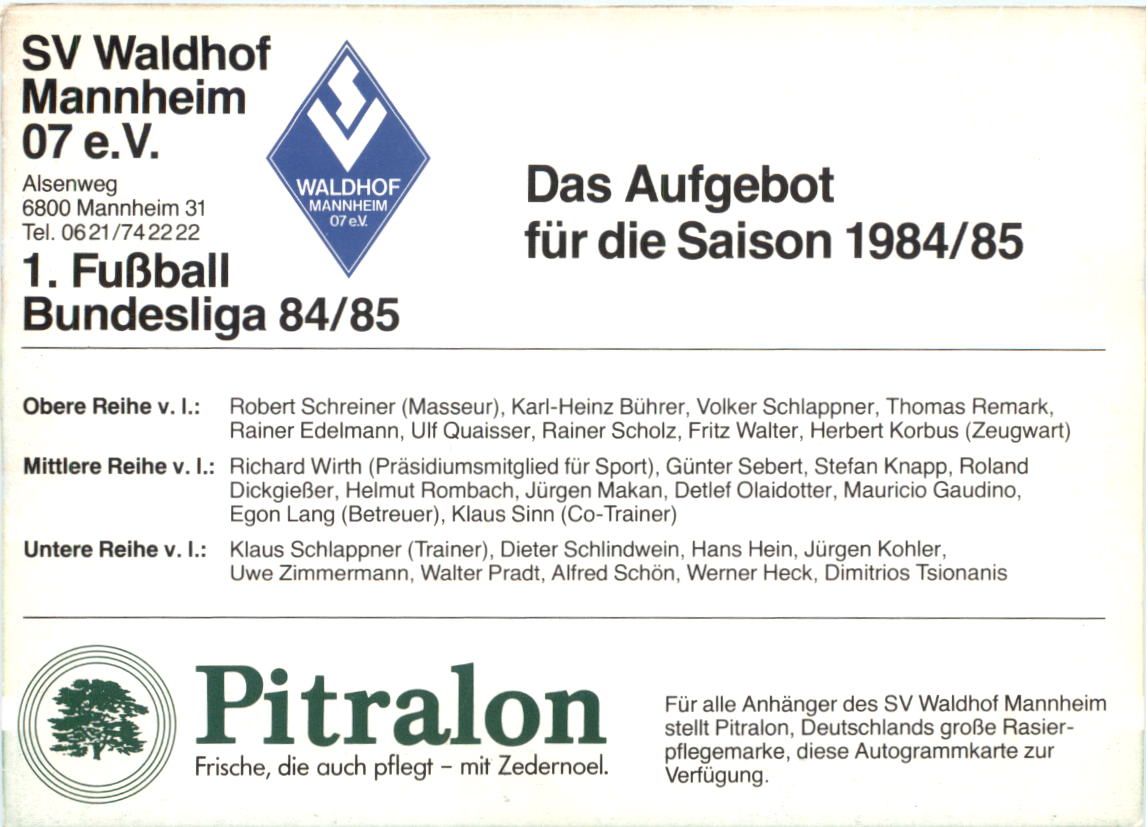 SV Waldhof
Mannheim
07 e.V.
Alsenweg
6800 Mannheim 31
Tel. 0621/742222
1. Fußball
Bundesliga 84/85
SV
WALDHOF
MANNHEIM
07 e.V.
Das Aufgebot
für die Saison 1984/85
Obere Reihe v. l.: Robert Schreiner (Masseur), Karl-Heinz Bührer, Volker Schlappner, Thomas Remark,
Rainer Edelmann, Ulf Quaisser, Rainer Scholz, Fritz Walter, Herbert Korbus (Zeugwart)
Mittlere Reihe v. l.: Richard Wirth (Präsidiumsmitglied für Sport), Günter Sebert, Stefan Knapp, Roland
Dickgießer, Helmut Rombach, Jürgen Makan, Detlef Olaidotter, Mauricio Gaudino,
Egon Lang (Betreuer), Klaus Sinn (Co-Trainer)
Untere Reihe v. l.: Klaus Schlappner (Trainer), Dieter Schlindwein, Hans Hein, Jürgen Kohler,
Uwe Zimmermann, Walter Pradt, Alfred Schön, Werner Heck, Dimitrios Tsionanis
Pitralon
Frische, die auch pflegt – mit Zedernoel.
Für alle Anhänger des SV Waldhof Mannheim
stellt Pitralon, Deutschlands große Rasier-
pflegemarke, diese Autogrammkarte zur
Verfügung.